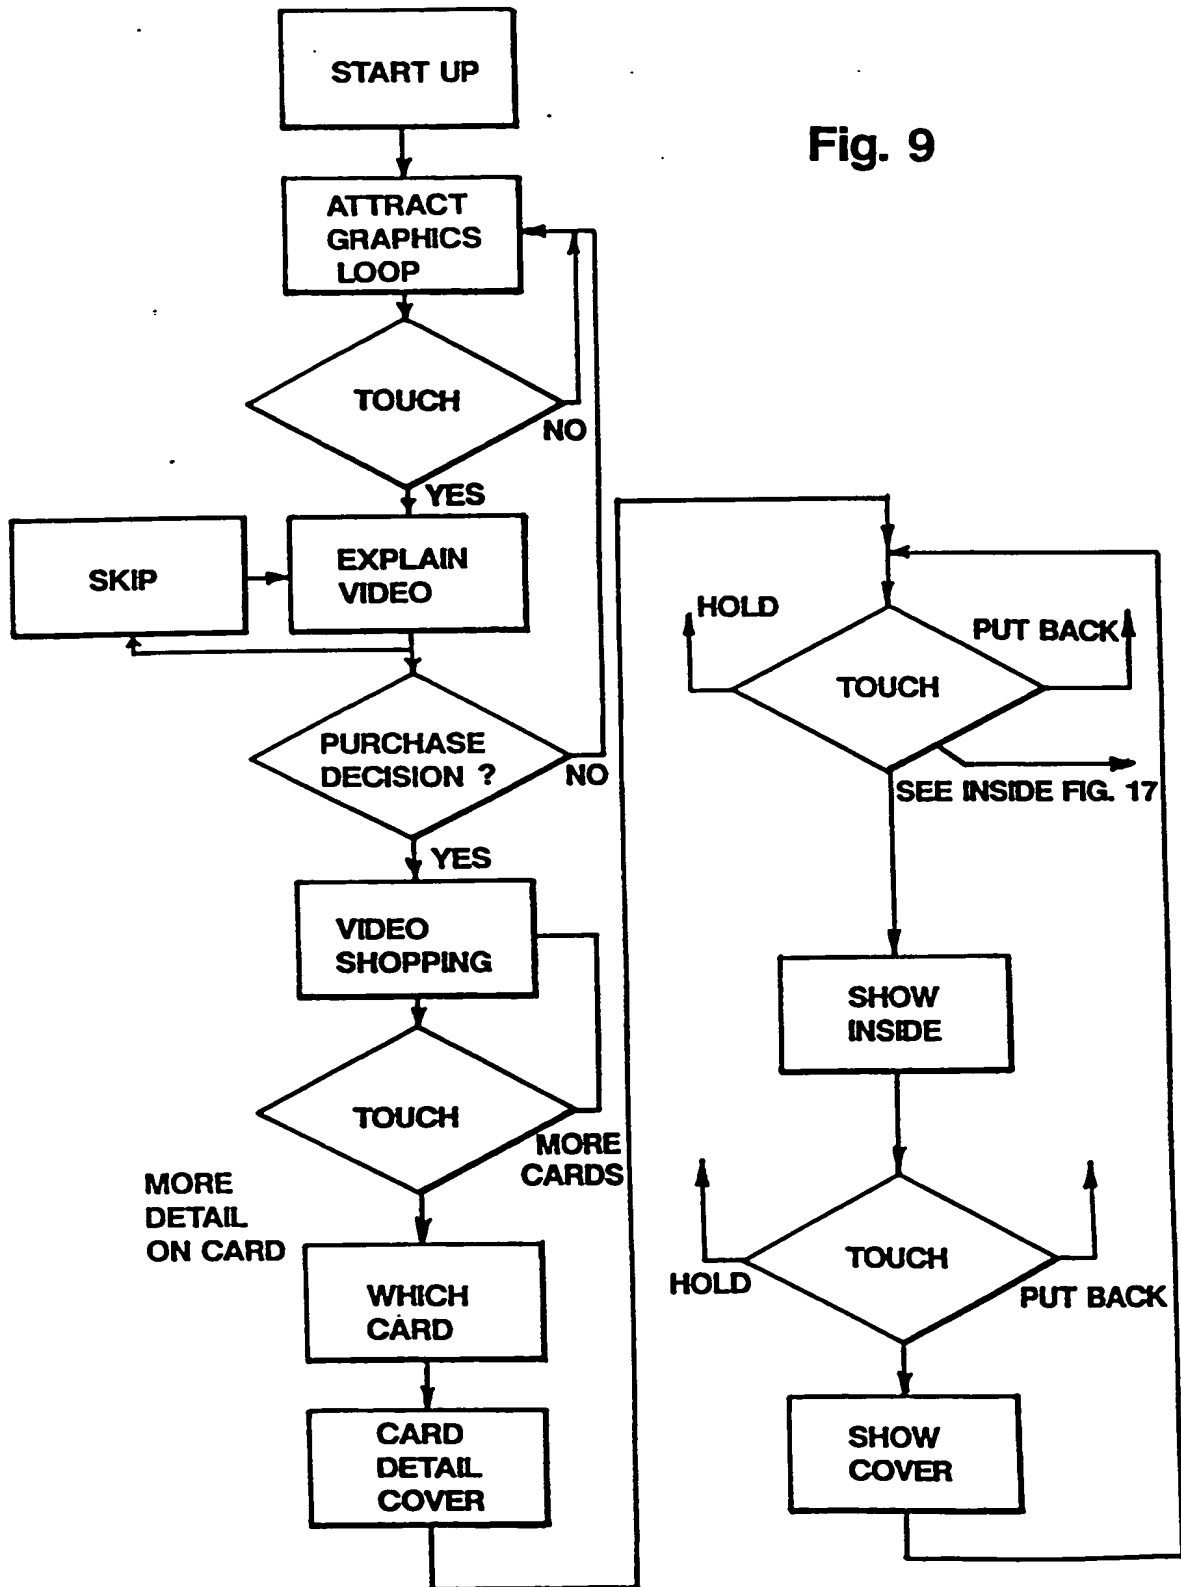 START UP
Fig. 9
ATTRACT
GRAPHICS
LOOP
TOUCH
NO
YES
SKIP
EXPLAIN
VIDEO
PURCHASE
DECISION ?
NO
YES
VIDEO
SHOPPING
TOUCH
MORE
CARDS
MORE
DETAIL
ON CARD
WHICH
CARD
CARD
DETAIL
COVER
HOLD
PUT BACK
TOUCH
SEE INSIDE FIG. 17
SHOW
INSIDE
TOUCH
HOLD
PUT BACK
SHOW
COVER